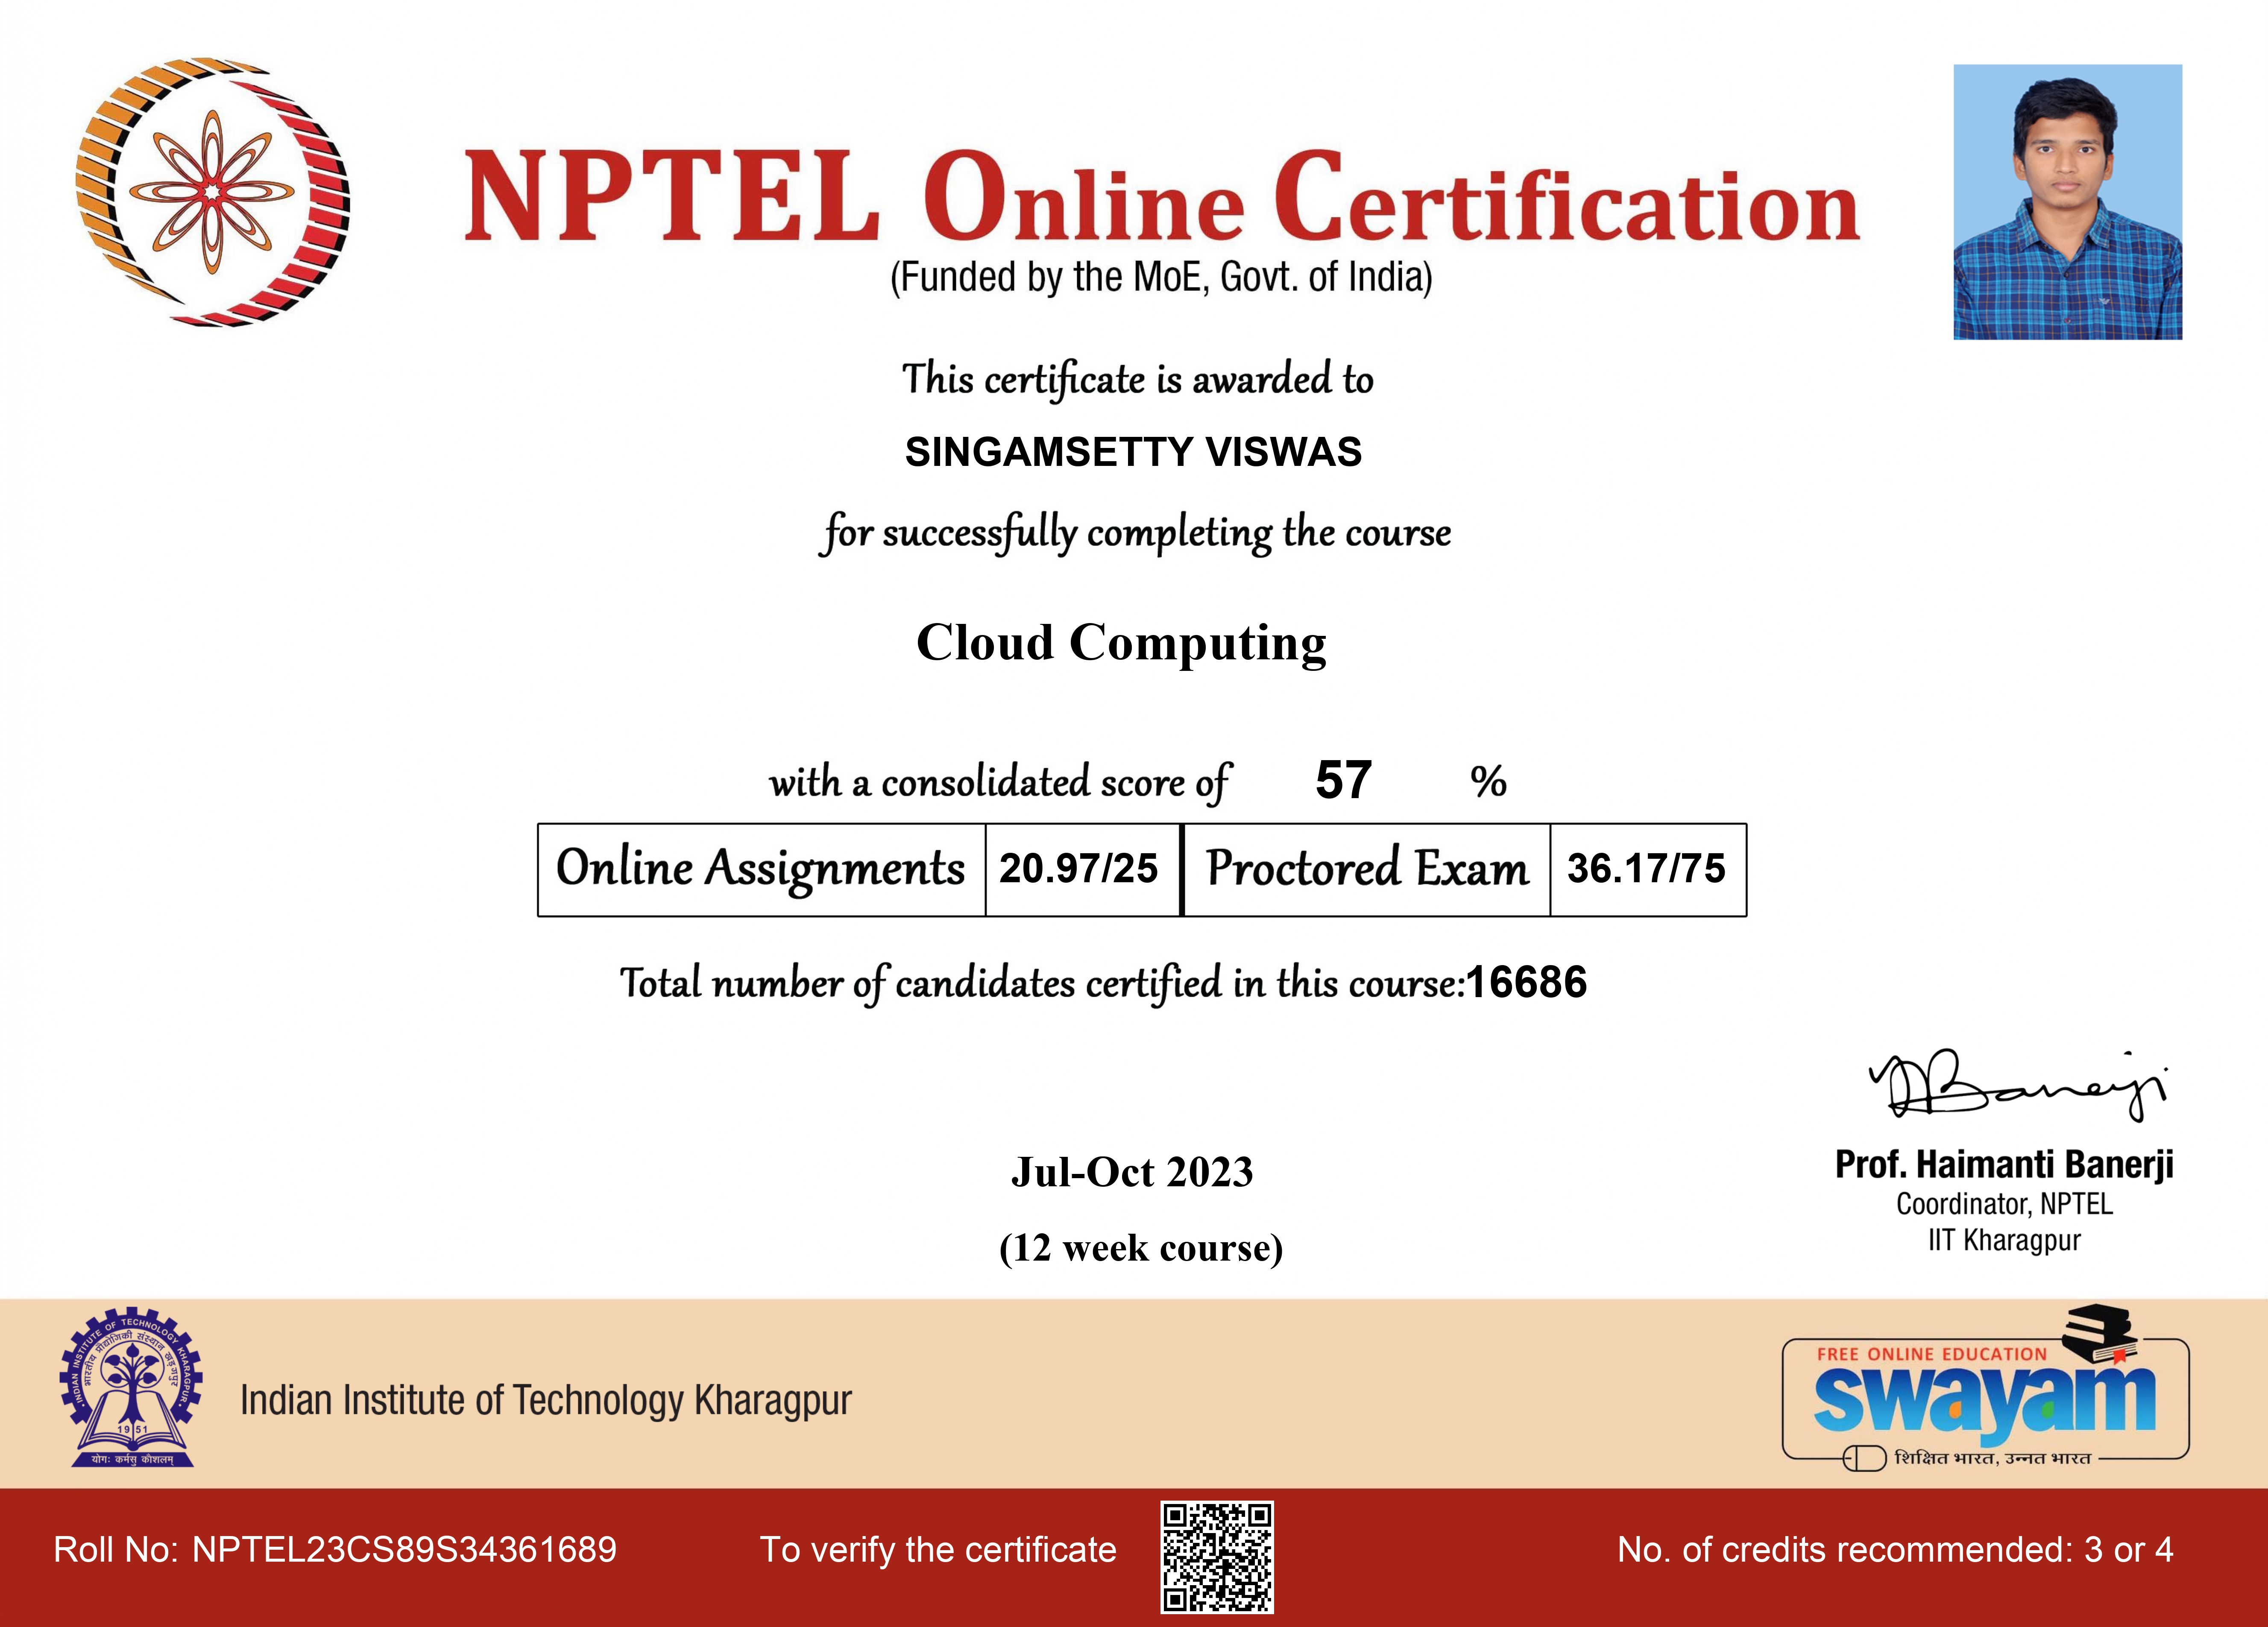 NPTEL Online Certification
(Funded by the MoE, Govt. of India)
This certificate is awarded to
SINGAMSETTY VISWAS
for successfully completing the course
Cloud Computing
with a consolidated score of 57 %
Online Assignments 20.97/25 Proctored Exam 36.17/75
Total number of candidates certified in this course:16686
Prof. Haimanti Banerji
Coordinator, NPTEL
IIT Kharagpur
Jul-Oct 2023
(12 week course)
INDIAN INSTITUTE OF TECHNOLOGY KHARAGPUR
भारतीय प्रौद्योगिकी संस्थान खड़गपुर
1951
योगः कर्मसु कौशलम्
Indian Institute of Technology Kharagpur
FREE ONLINE EDUCATION
swayam
शिक्षित भारत, उन्नत भारत
Roll No: NPTEL23CS89S34361689
To verify the certificate
No. of credits recommended: 3 or 4